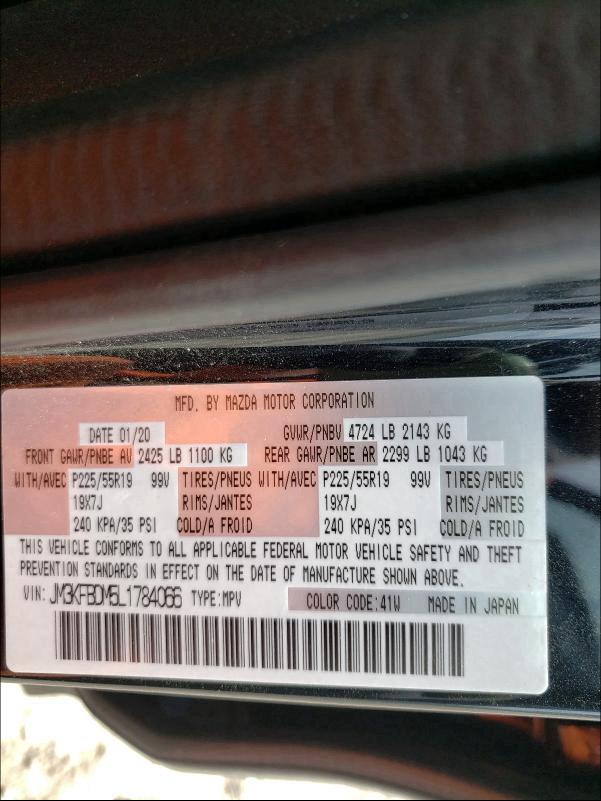 MFD. BY MAZDA MOTOR CORPORATION
DATE 01/20 GVWR/PNBV 4724 LB 2143 KG
FRONT GAWR/PNBE AV 2425 LB 1100 KG REAR GAWR/PNBE AR 2299 LB 1043 KG
WITH/AVEC P225/55R19 99V TIRES/PNEUS WITH/AVEC P225/55R19 99V TIRES/PNEUS
19X7J RIMS/JANTES 19X7J RIMS/JANTES
240 KPA/35 PSI COLD/A FROID 240 KPA/35 PSI COLD/A FROID
THIS VEHICLE CONFORMS TO ALL APPLICABLE FEDERAL MOTOR VEHICLE SAFETY AND THEFT
PREVENTION STANDARDS IN EFFECT ON THE DATE OF MANUFACTURE SHOWN ABOVE.
VIN: JM3KFBDM5L1784066 TYPE:MPV COLOR CODE:41W MADE IN JAPAN